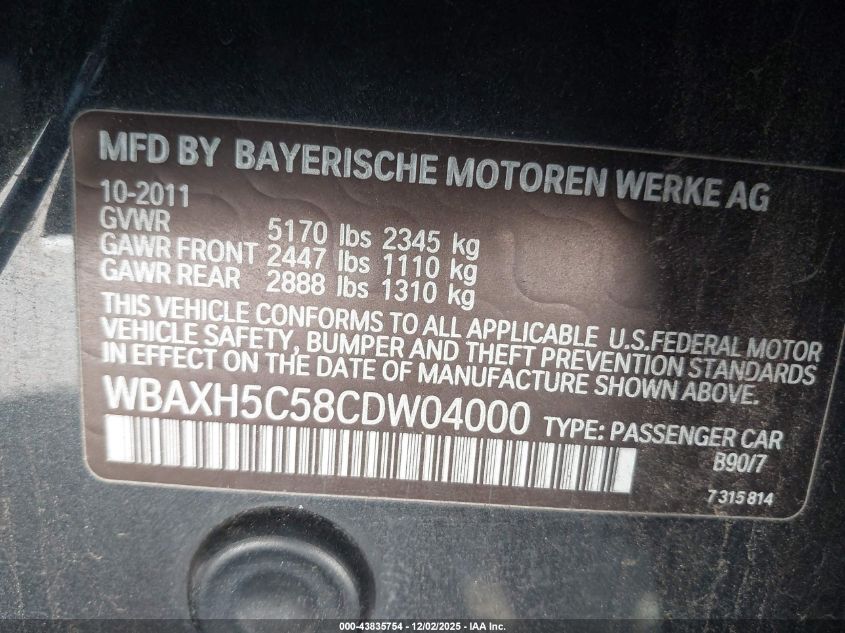 MFD BY BAYERISCHE MOTOREN WERKE AG
10-2011
GVWR 5170 lbs 2345 kg
GAWR FRONT 2447 lbs 1110 kg
GAWR REAR 2888 lbs 1310 kg
THIS VEHICLE CONFORMS TO ALL APPLICABLE U.S.FEDERAL MOTOR
VEHICLE SAFETY, BUMPER AND THEFT PREVENTION STANDARDS
IN EFFECT ON THE DATE OF MANUFACTURE SHOWN ABOVE.
WBAXH5C58CDW04000 TYPE: PASSENGER CAR
B90/7
7 315 814
000-43835754 - 12/02/2025 - IAA Inc.